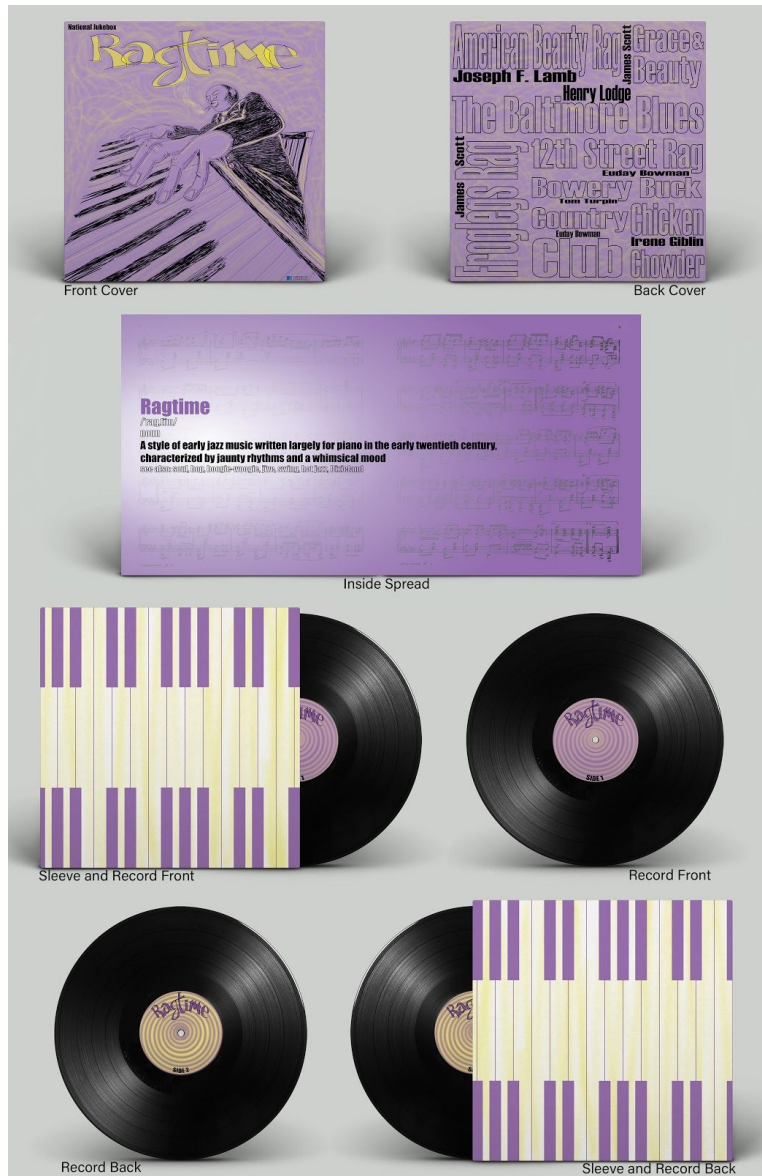 National Jukebox
Ragtime
Front Cover
American Beauty Rag
Joseph F. Lamb
James Scott
Grace &
Beauty
Henry Lodge
The Baltimore Blues
James Scott
Froglegs Rag
12th Street Rag
Euday Bowman
Bowery Buck
Tom Turpin
Country
Euday Bowman
Club
Chicken
Irene Giblin
Chowder
Back Cover
Ragtime
/'rag,tīm/
noun
A style of early jazz music written largely for piano in the early twentieth century,
characterized by jaunty rhythms and a whimsical mood
see also: soul, bop, boogie-woogie, jive, swing, hot jazz, Dixieland
Inside Spread
Sleeve and Record Front
Ragtime
SIDE 1
Record Front
Ragtime
SIDE 2
Record Back
Sleeve and Record Back